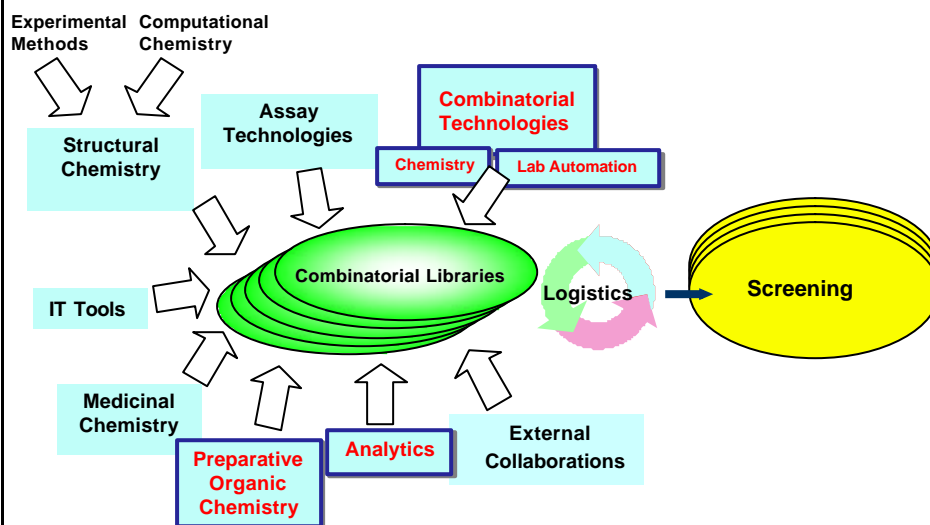 Experimental
Methods
Computational
Chemistry
Structural
Chemistry
Assay
Technologies
Combinatorial
Technologies
Chemistry
Lab Automation
Combinatorial Libraries
Logistics
Screening
IT Tools
Medicinal
Chemistry
Preparative
Organic
Chemistry
Analytics
External
Collaborations